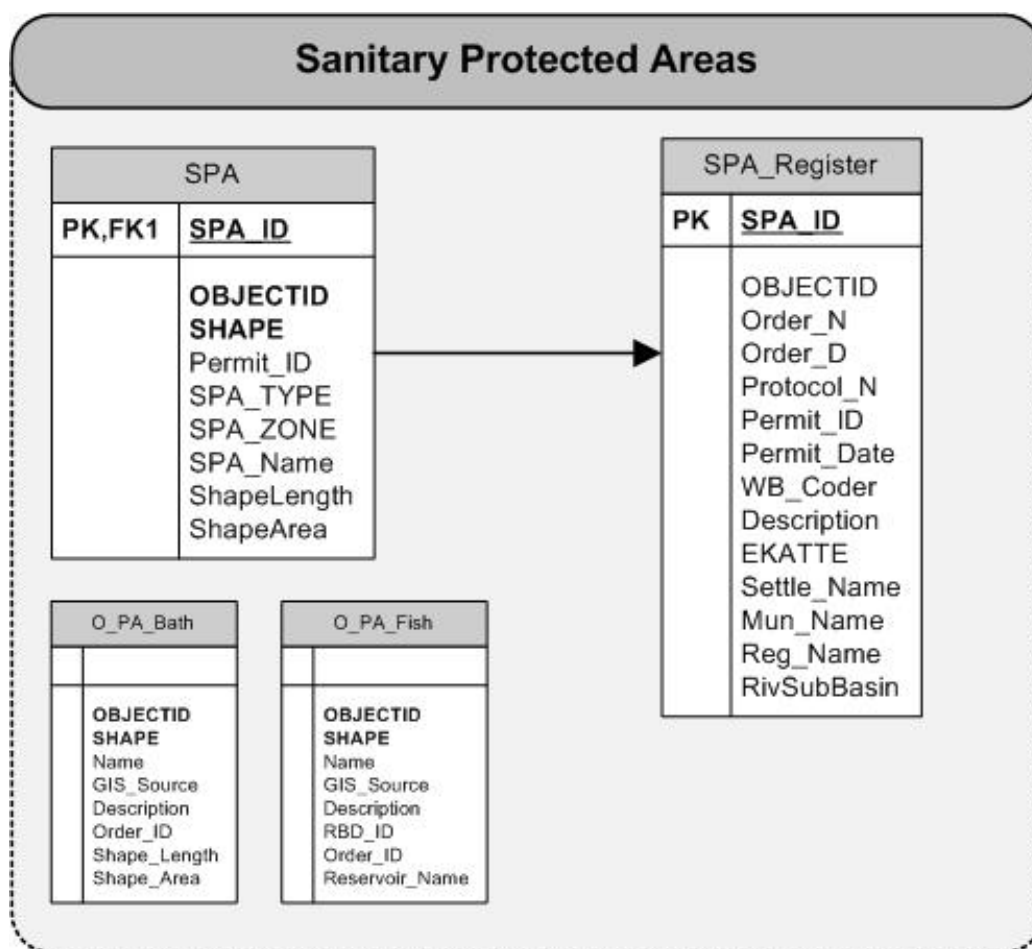 Sanitary Protected Areas
SPA
PK,FK1 SPA_ID
OBJECTID
SHAPE
Permit_ID
SPA_TYPE
SPA_ZONE
SPA_Name
ShapeLength
ShapeArea
SPA_Register
PK SPA_ID
OBJECTID
Order_N
Order_D
Protocol_N
Permit_ID
Permit_Date
WB_Coder
Description
EKATTE
Settle_Name
Mun_Name
Reg_Name
RivSubBasin
O_PA_Bath
OBJECTID
SHAPE
Name
GIS_Source
Description
Order_ID
Shape_Length
Shape_Area
O_PA_Fish
OBJECTID
SHAPE
Name
GIS_Source
Description
RBD_ID
Order_ID
Reservoir_Name